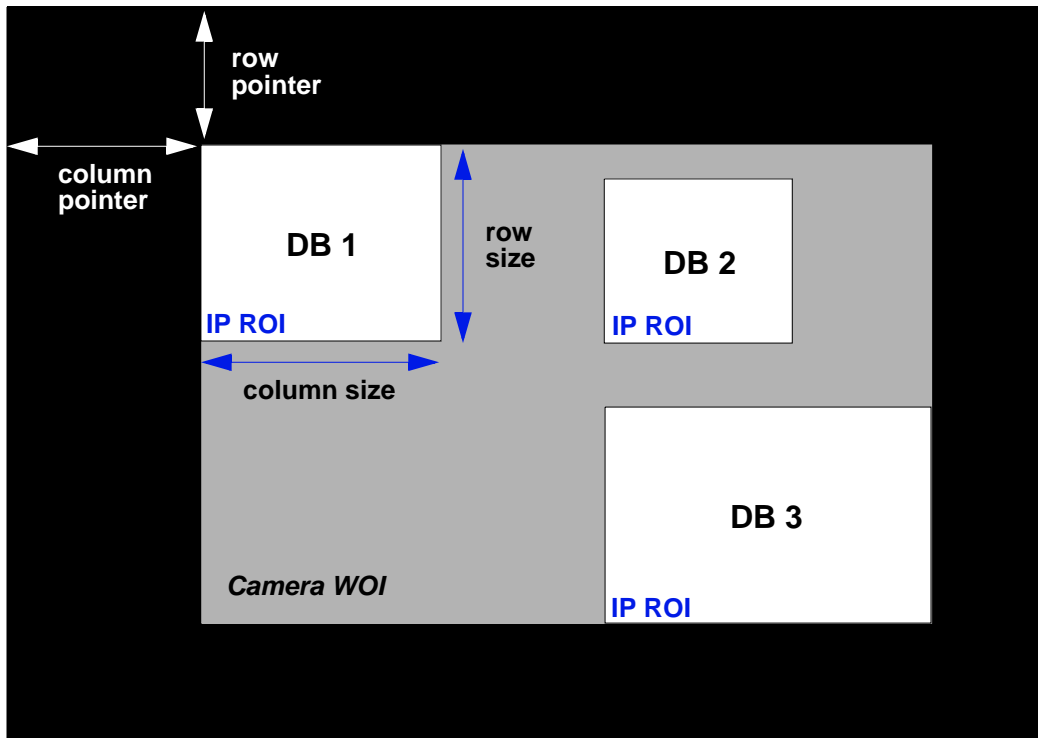 row
pointer
column
pointer
DB 1
row
size
DB 2
IP ROI
IP ROI
column size
DB 3
Camera WOI
IP ROI